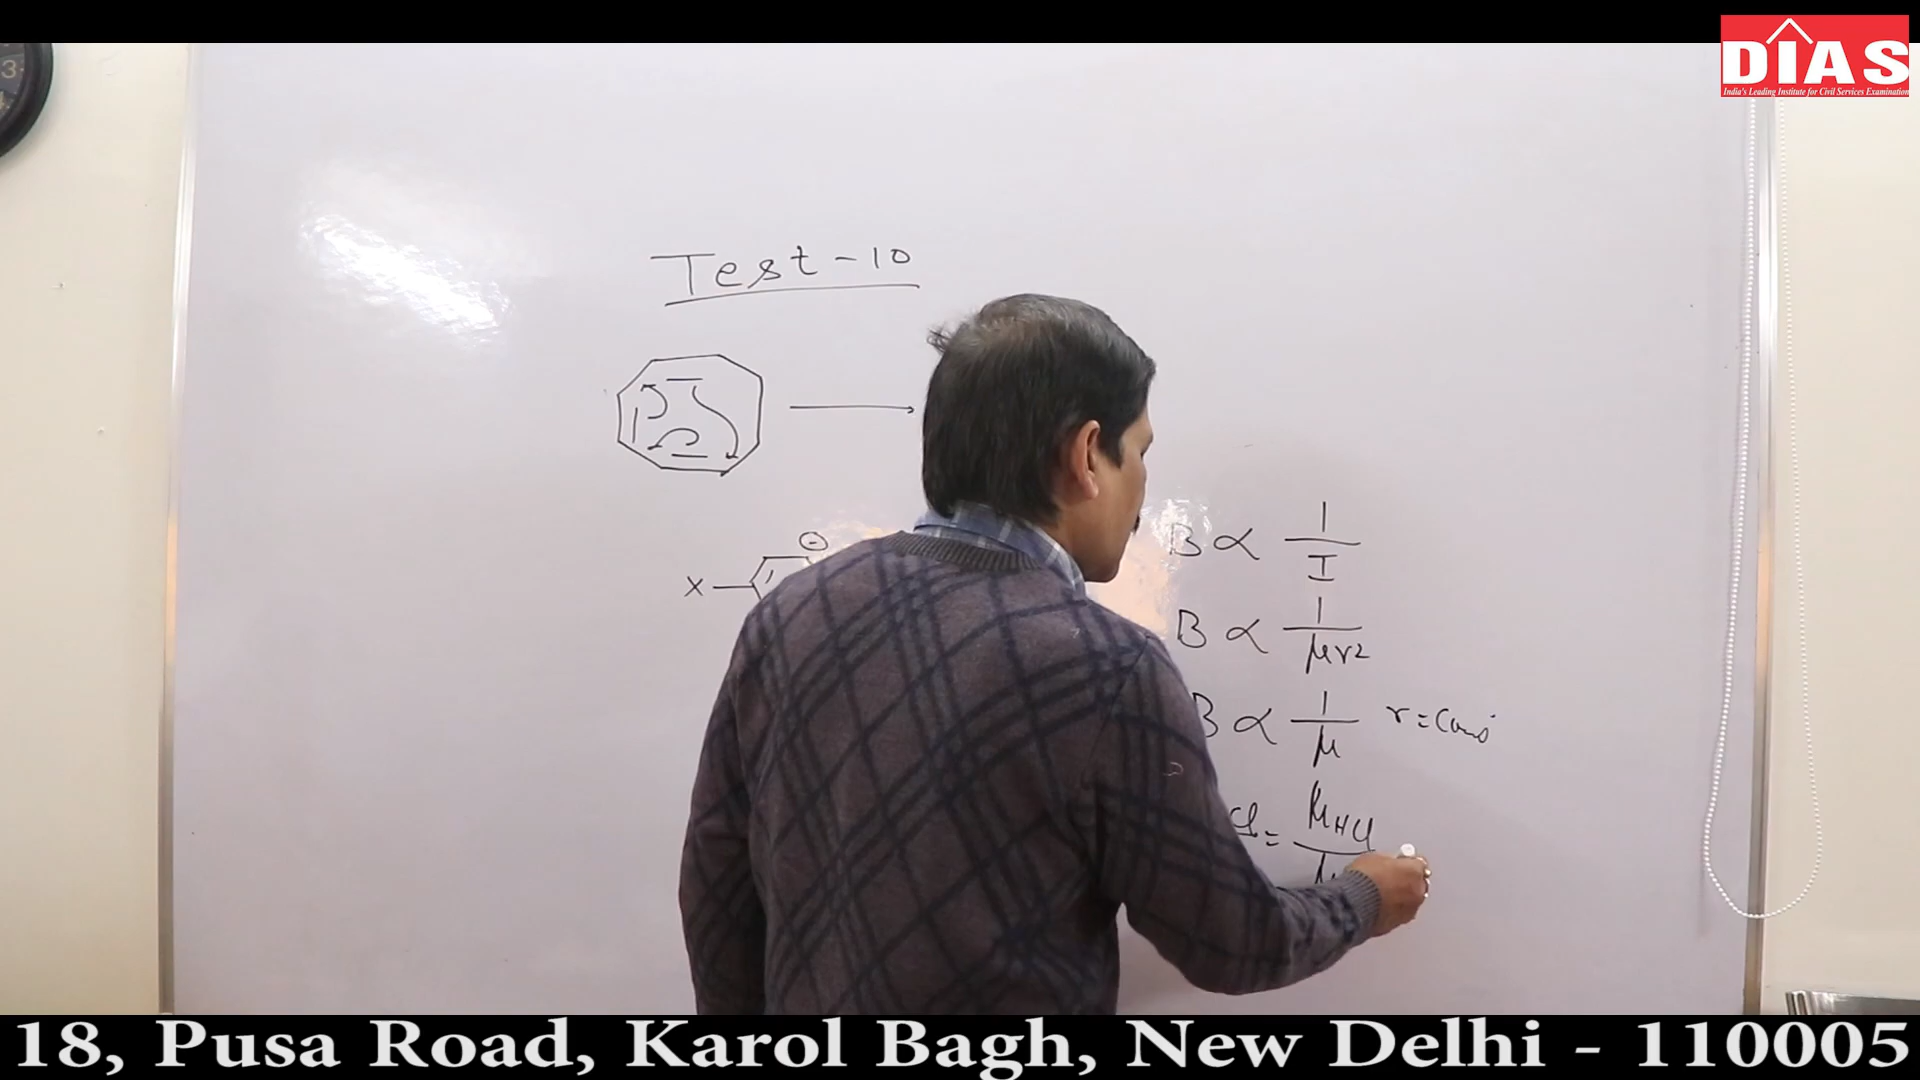 DIAS
India's Leading Institute for Civil Services Examination
Test-10
X ⊖
B ∝ 1/I
B ∝ 1/μr2
B ∝ 1/μ r = Const
= μHCl
18, Pusa Road, Karol Bagh, New Delhi - 110005